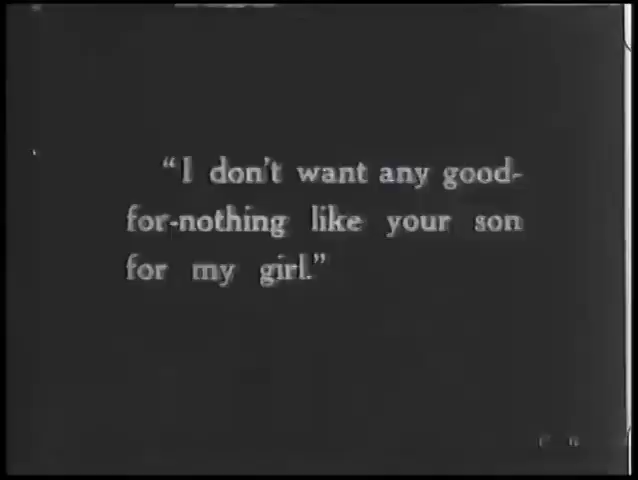 "I don't want any good-
for-nothing like your son
for my girl."